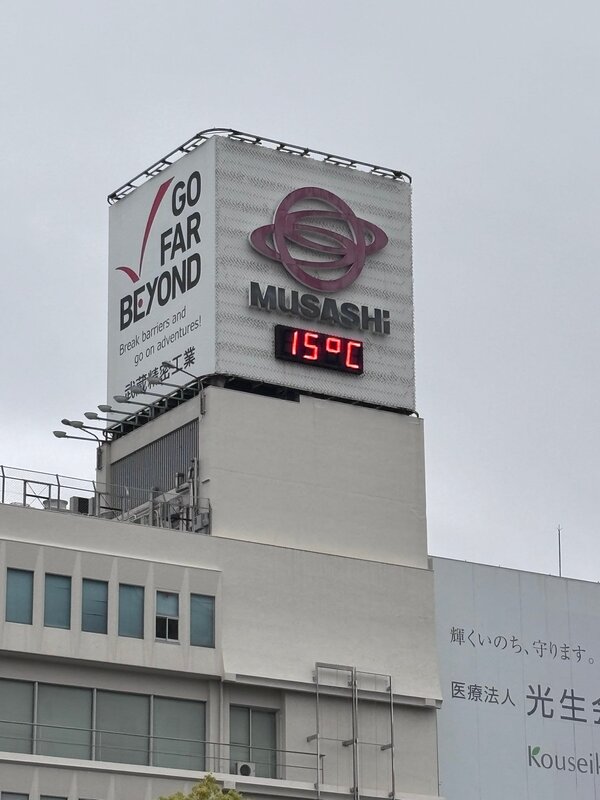 GO
FAR
BEYOND
Break barriers and
go on adventures!
武蔵精密工業
MUSASHi
15°C
輝くいのち、守ります。
医療法人 光生
Kousei